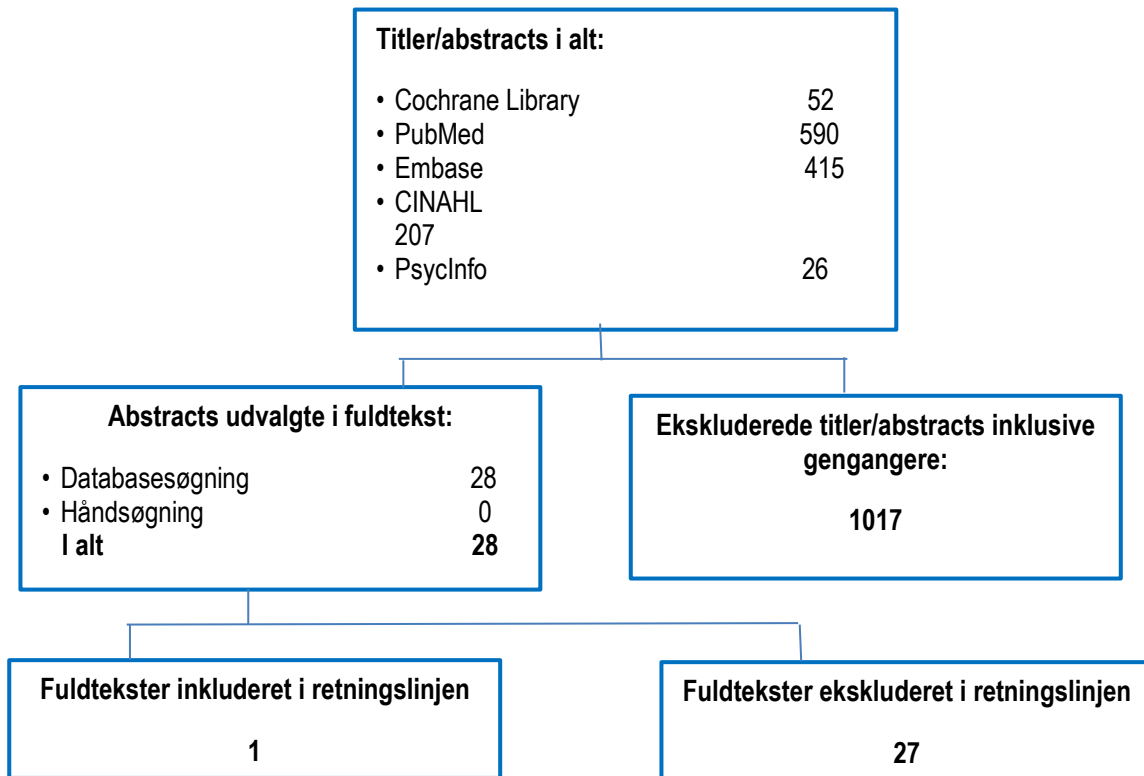 Titler/abstracts i alt:
• Cochrane Library 52
• PubMed 590
• Embase 415
• CINAHL
207
• PsycInfo 26
Abstracts udvalgte i fuldtekst:
• Databasesøgning 28
• Håndsøgning 0
I alt 28
Ekskluderede titler/abstracts inklusive
gengangere:
1017
Fuldtekster inkluderet i retningslinjen
1
Fuldtekster ekskluderet i retningslinjen
27